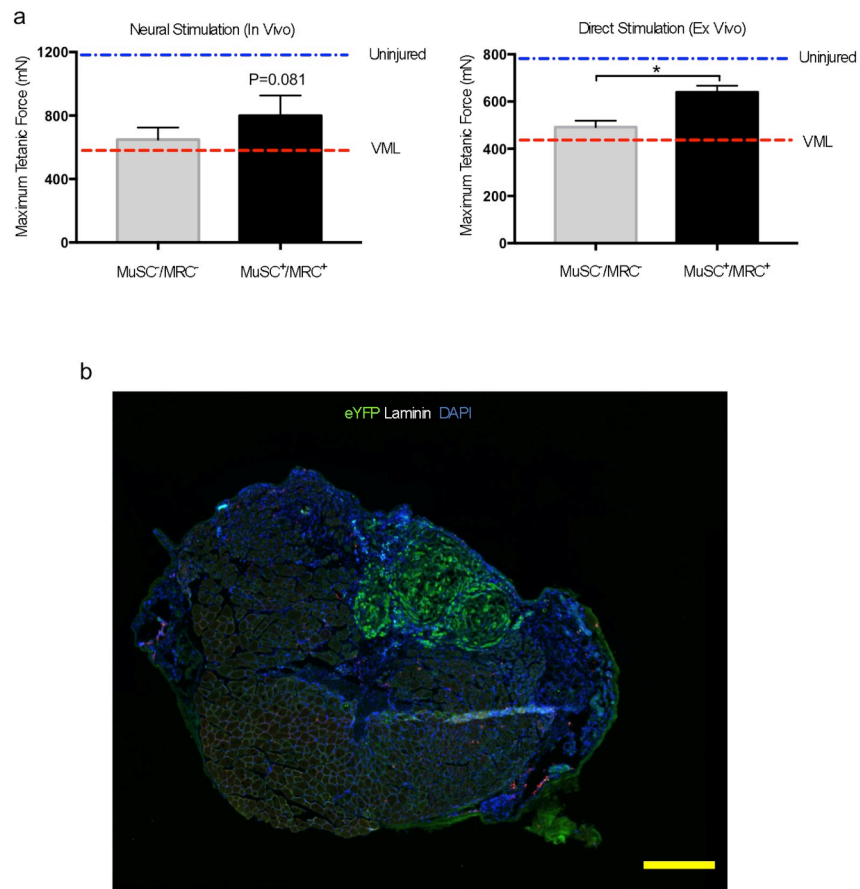 a
Neural Stimulation (In Vivo)
Maximum Tetanic Force (mN)
1200
800
400
0
Uninjured
P=0.081
VML
MuSC⁻/MRC⁻
MuSC⁺/MRC⁺
Direct Stimulation (Ex Vivo)
Maximum Tetanic Force (mN)
800
600
400
200
0
Uninjured
*
VML
MuSC⁻/MRC⁻
MuSC⁺/MRC⁺
b
eYFP Laminin DAPI